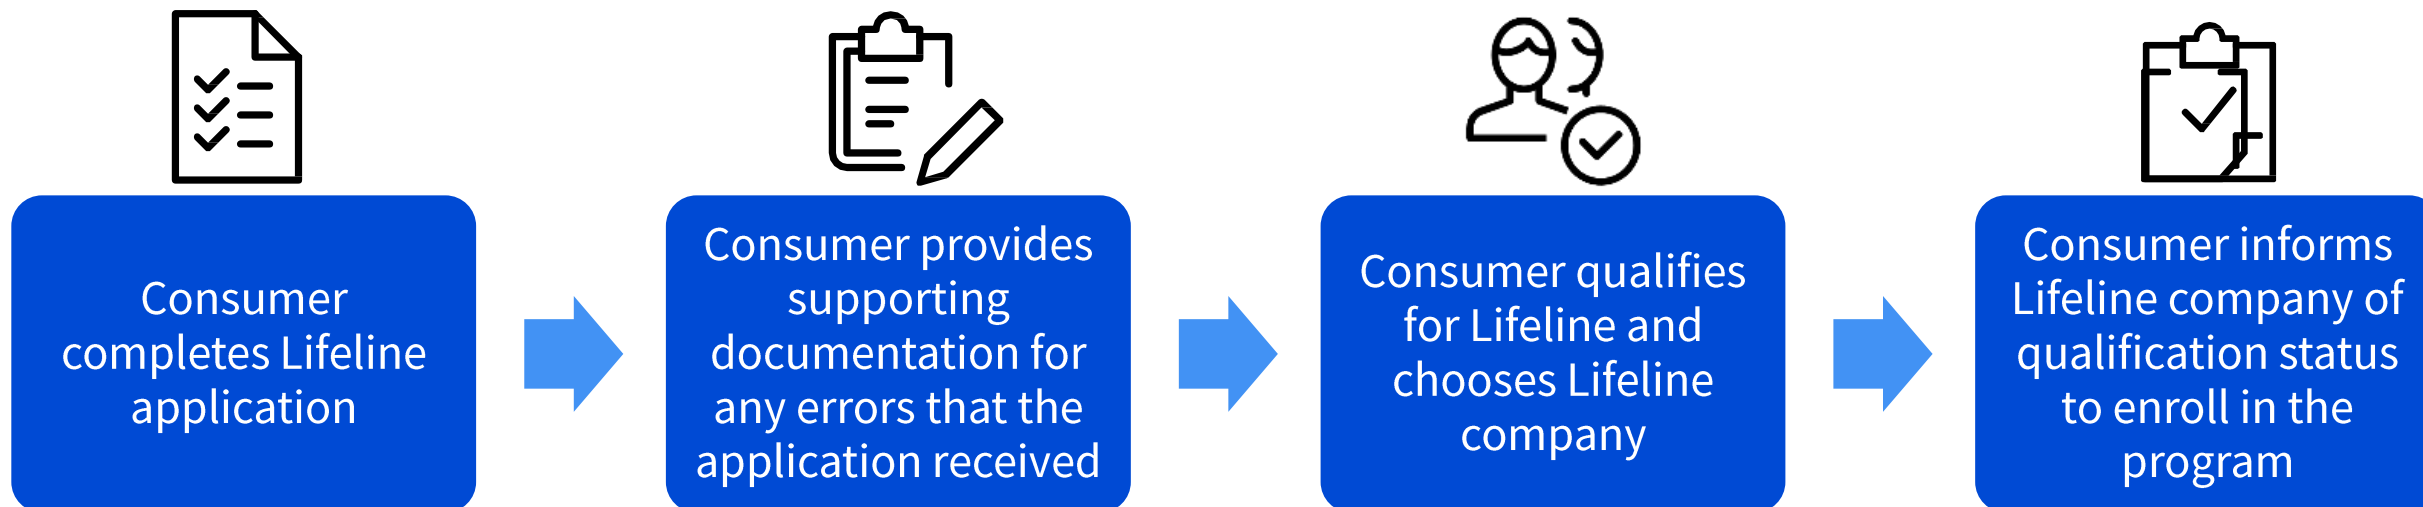 Consumer
completes Lifeline
application
Consumer provides
supporting
documentation for
any errors that the
application received
Consumer qualifies
for Lifeline and
chooses Lifeline
company
Consumer informs
Lifeline company of
qualification status
to enroll in the
program